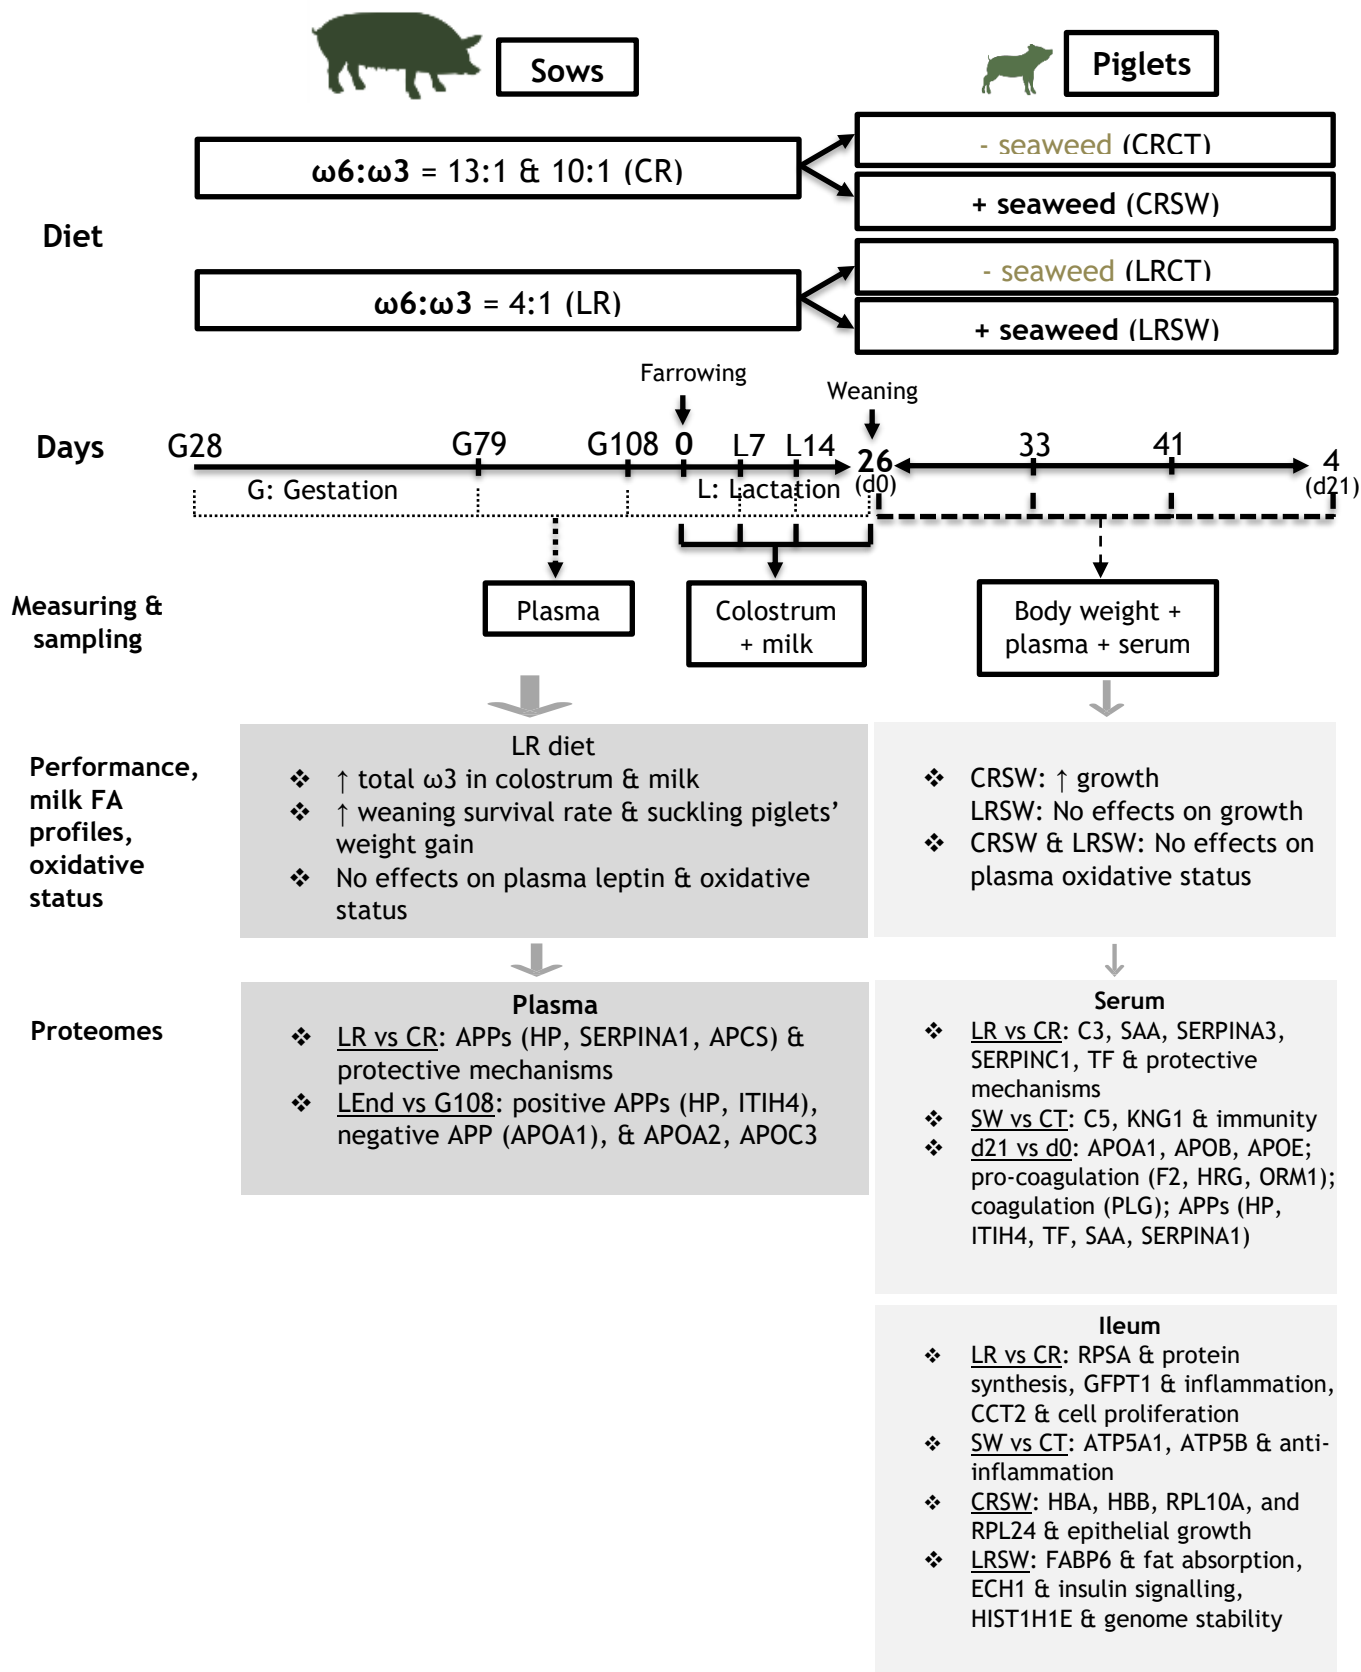 Sows
Piglets
Diet
ω6:ω3 = 13:1 & 10:1 (CR)
- seaweed (CRCT)
+ seaweed (CRSW)
ω6:ω3 = 4:1 (LR)
- seaweed (LRCT)
+ seaweed (LRSW)
Farrowing
Weaning
Days
G28
G79
G108
0
L7
L14
26
(d0)
33
41
4
(d21)
G: Gestation
L: Lactation
Measuring &
sampling
Plasma
Colostrum
+ milk
Body weight +
plasma + serum
Performance,
milk FA
profiles,
oxidative
status
LR diet
❖ ↑ total ω3 in colostrum & milk
❖ ↑ weaning survival rate & suckling piglets’
weight gain
❖ No effects on plasma leptin & oxidative
status
❖ CRSW: ↑ growth
LRSW: No effects on growth
❖ CRSW & LRSW: No effects on
plasma oxidative status
Proteomes
Plasma
❖ LR vs CR: APPs (HP, SERPINA1, APCS) &
protective mechanisms
❖ LEnd vs G108: positive APPs (HP, ITIH4),
negative APP (APOA1), & APOA2, APOC3
Serum
❖ LR vs CR: C3, SAA, SERPINA3,
SERPINC1, TF & protective
mechanisms
❖ SW vs CT: C5, KNG1 & immunity
❖ d21 vs d0: APOA1, APOB, APOE;
pro-coagulation (F2, HRG, ORM1);
coagulation (PLG); APPs (HP,
ITIH4, TF, SAA, SERPINA1)
Ileum
❖ LR vs CR: RPSA & protein
synthesis, GFPT1 & inflammation,
CCT2 & cell proliferation
❖ SW vs CT: ATP5A1, ATP5B & anti-
inflammation
❖ CRSW: HBA, HBB, RPL10A, and
RPL24 & epithelial growth
❖ LRSW: FABP6 & fat absorption,
ECH1 & insulin signalling,
HIST1H1E & genome stability